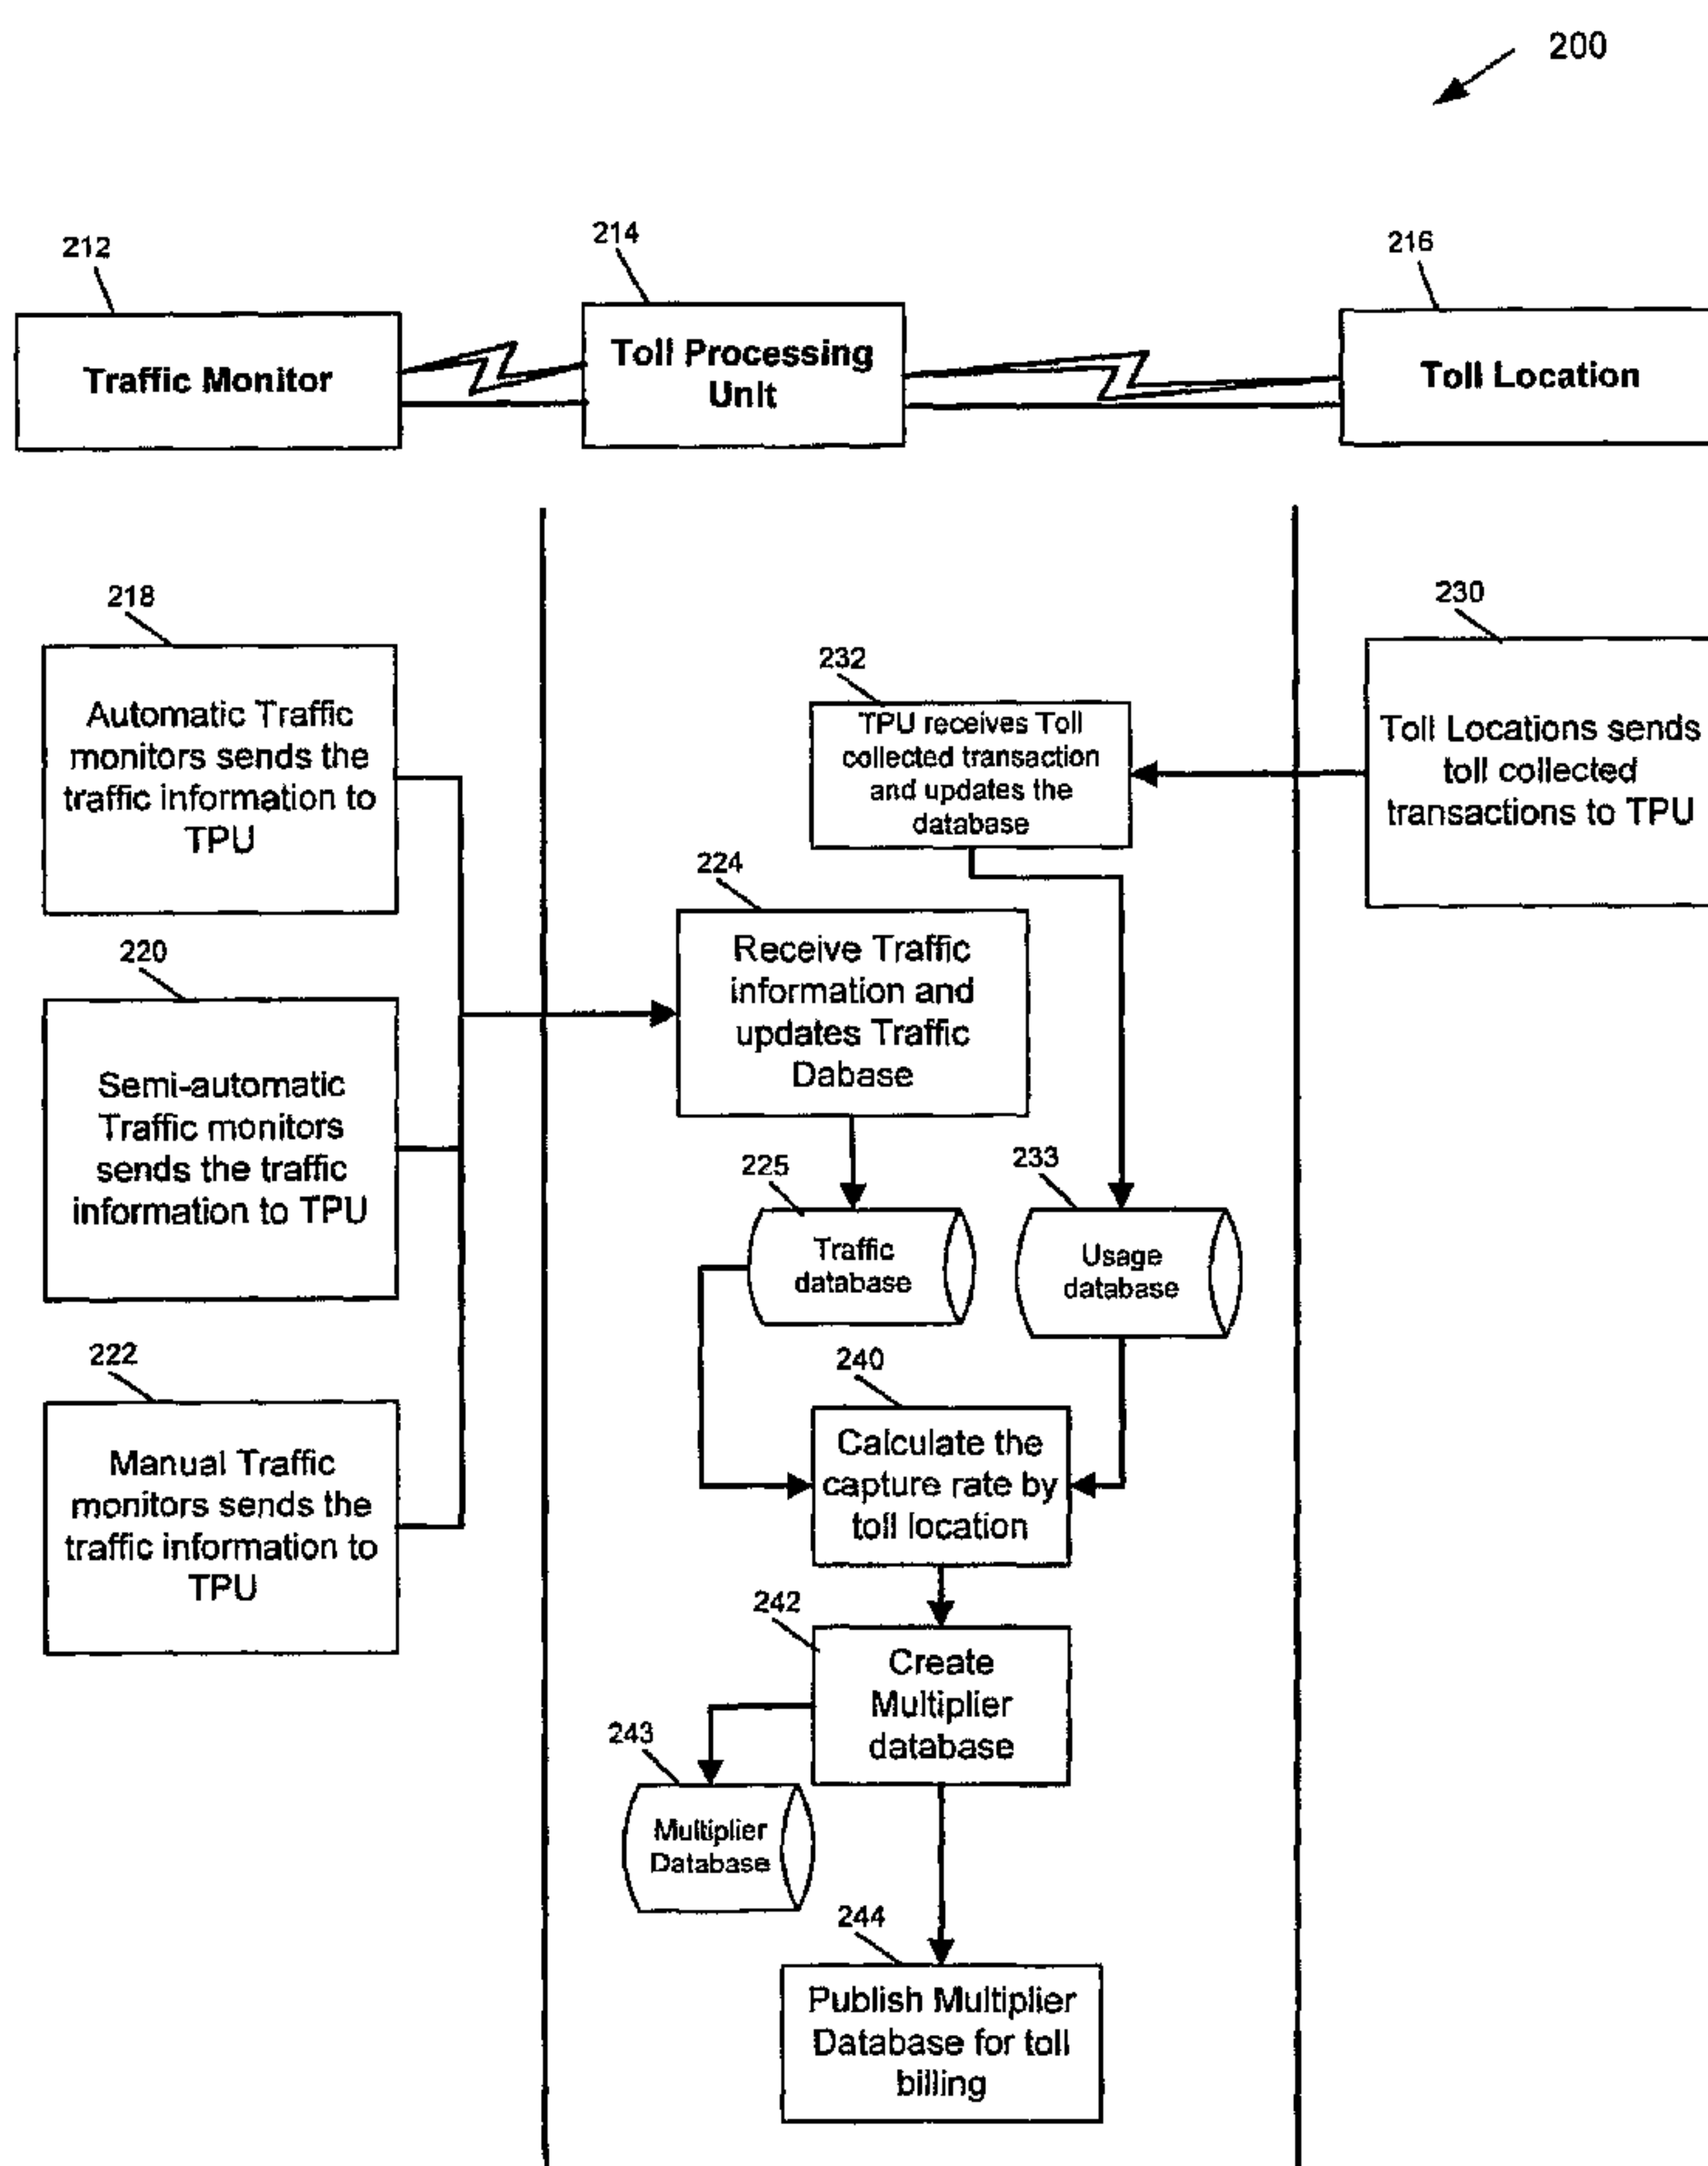 200
212
214
216
Traffic Monitor
Toll Processing
Unit
Toll Location
218
Automatic Traffic
monitors sends the
traffic information to
TPU
220
Semi-automatic
Traffic monitors
sends the traffic
information to TPU
222
Manual Traffic
monitors sends the
traffic information to
TPU
232
TPU receives Toll
collected transaction
and updates the
database
224
Receive Traffic
information and
updates Traffic
Dabase
225
Traffic
database
233
Usage
database
240
Calculate the
capture rate by
toll location
242
Create
Multiplier
database
243
Multiplier
Database
244
Publish Multiplier
Database for toll
billing
230
Toll Locations sends
toll collected
transactions to TPU